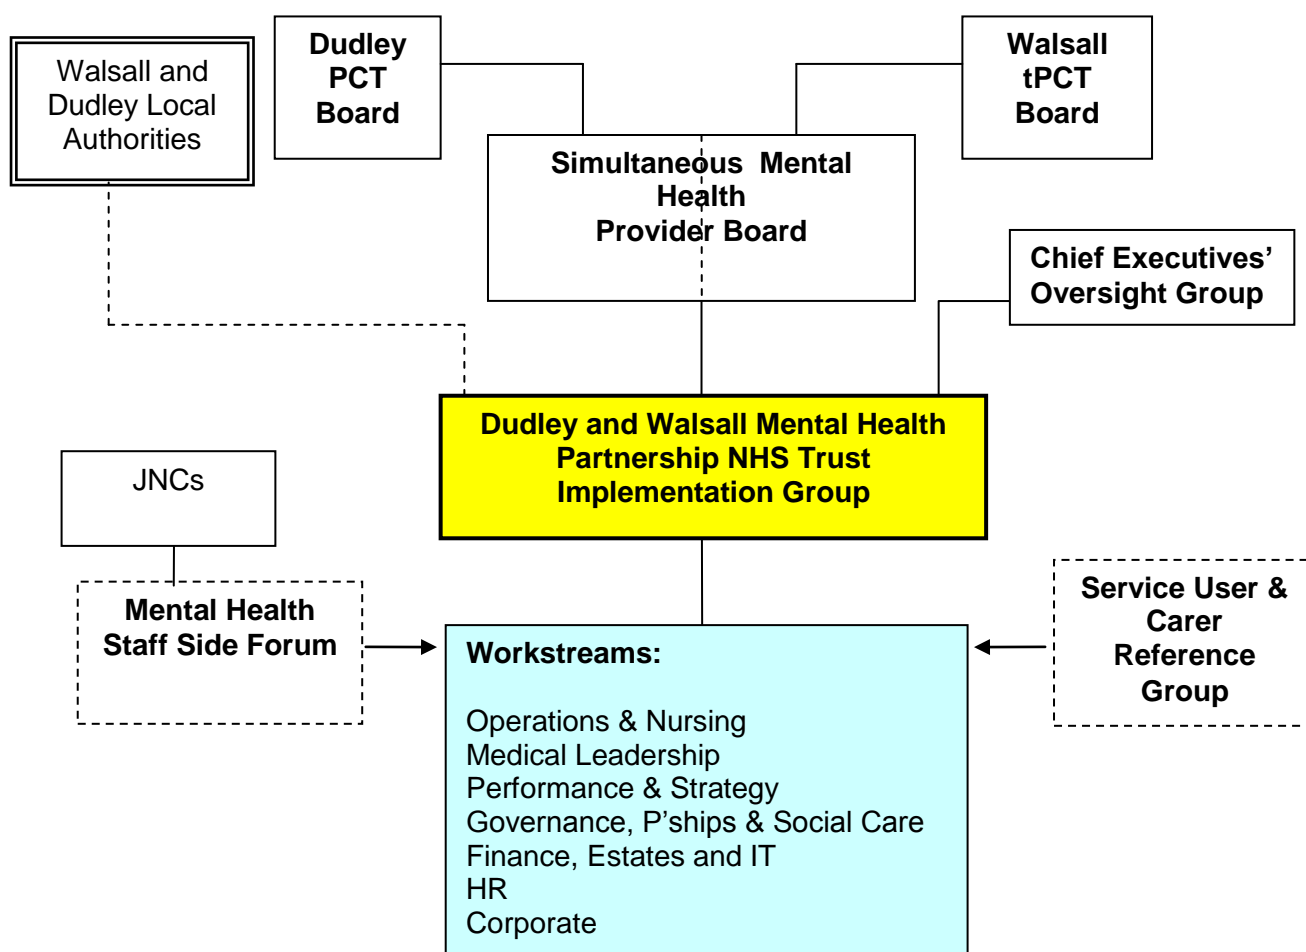 Walsall and
Dudley Local
Authorities
Dudley
PCT
Board
Walsall
tPCT
Board
Simultaneous Mental
Health
Provider Board
Chief Executives’
Oversight Group
Dudley and Walsall Mental Health
Partnership NHS Trust
Implementation Group
JNCs
Mental Health
Staff Side Forum
Service User &
Carer
Reference
Group
Workstreams:
Operations & Nursing
Medical Leadership
Performance & Strategy
Governance, P’ships & Social Care
Finance, Estates and IT
HR
Corporate